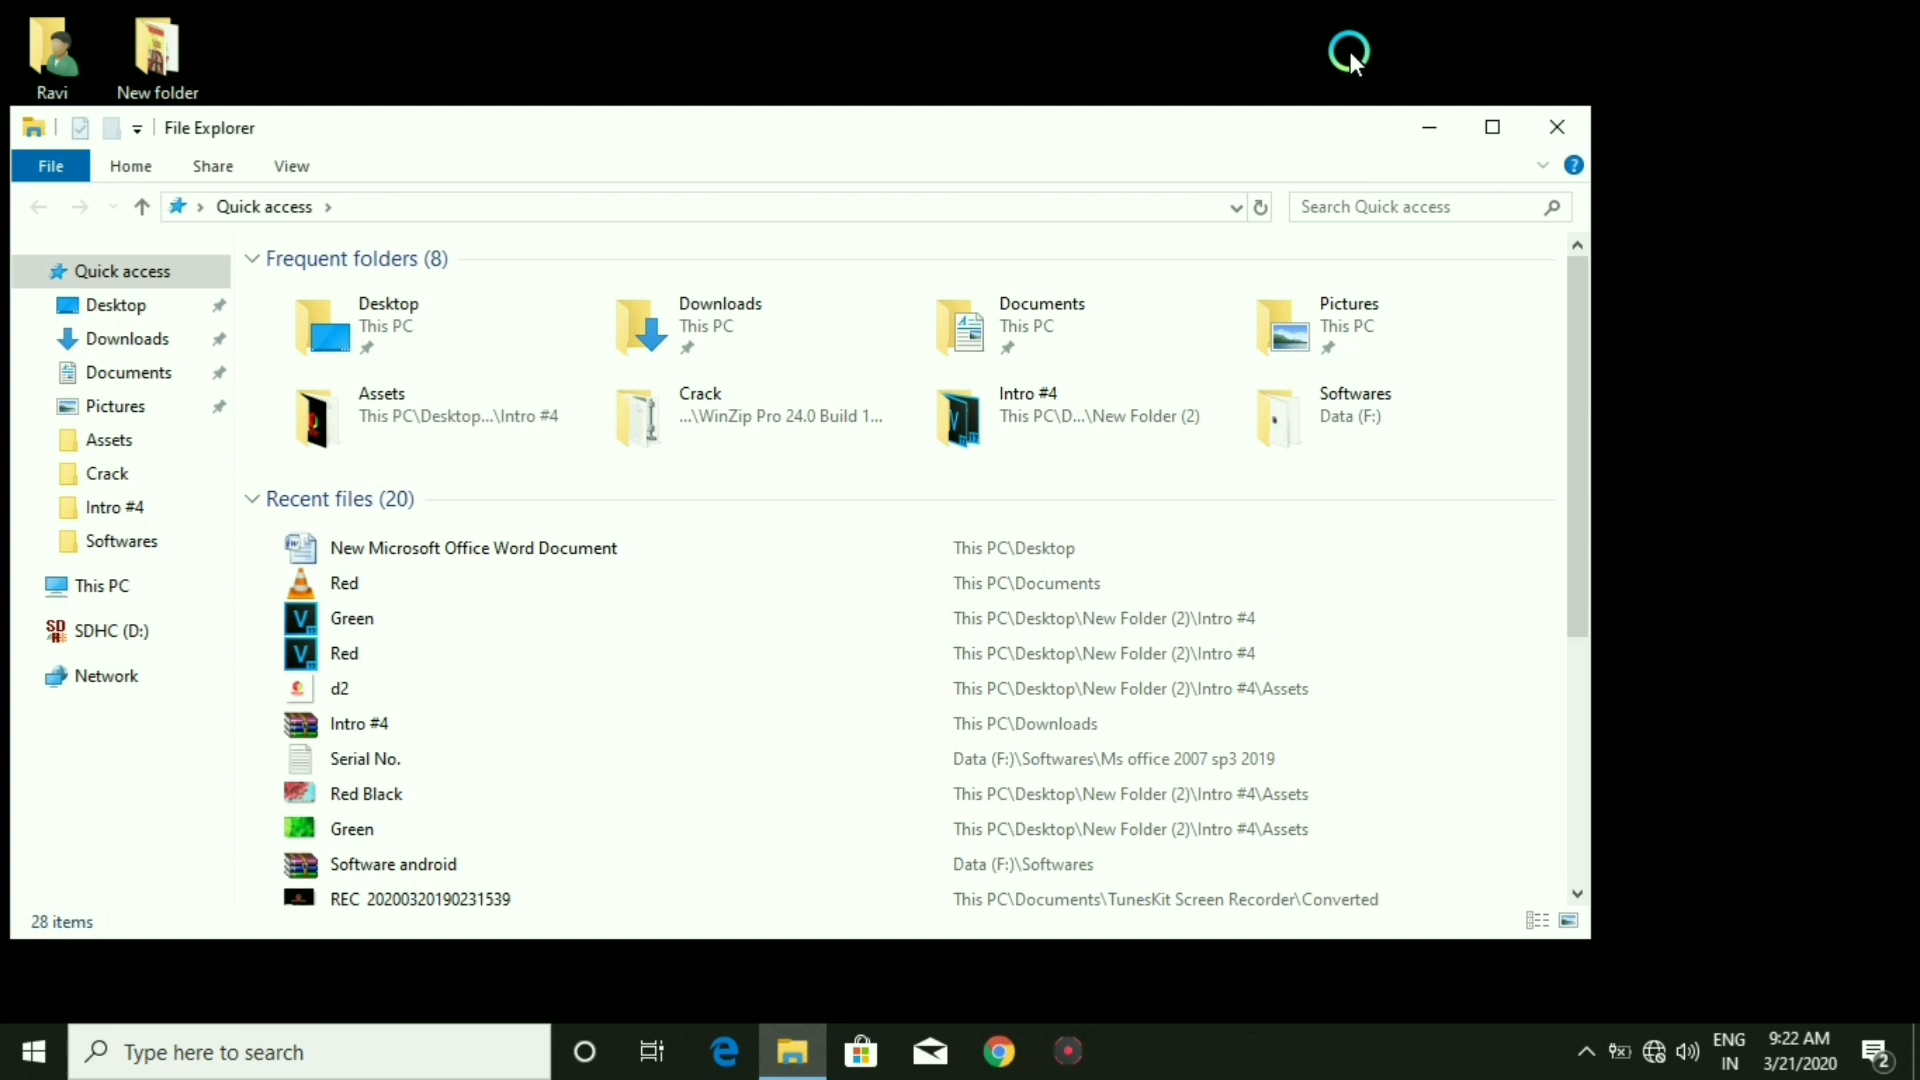 Ravi
New folder
File Explorer
File Home Share View
Quick access
Search Quick access
Quick access
Desktop
Downloads
Documents
Pictures
Assets
Crack
Intro #4
Softwares
This PC
SDHC (D:)
Network
Frequent folders (8)
Desktop
This PC
Downloads
This PC
Documents
This PC
Pictures
This PC
Assets
This PC\Desktop...\Intro #4
Crack
...\WinZip Pro 24.0 Build 1...
Intro #4
This PC\D...\New Folder (2)
Softwares
Data (F:)
Recent files (20)
New Microsoft Office Word Document This PC\Desktop
Red This PC\Documents
Green This PC\Desktop\New Folder (2)\Intro #4
Red This PC\Desktop\New Folder (2)\Intro #4
d2 This PC\Desktop\New Folder (2)\Intro #4\Assets
Intro #4 This PC\Downloads
Serial No. Data (F:)\Softwares\Ms office 2007 sp3 2019
Red Black This PC\Desktop\New Folder (2)\Intro #4\Assets
Green This PC\Desktop\New Folder (2)\Intro #4\Assets
Software android Data (F:)\Softwares
REC_20200320190231539 This PC\Documents\TunesKit Screen Recorder\Converted
28 items
Type here to search
ENG
IN
9:22 AM
3/21/2020
2